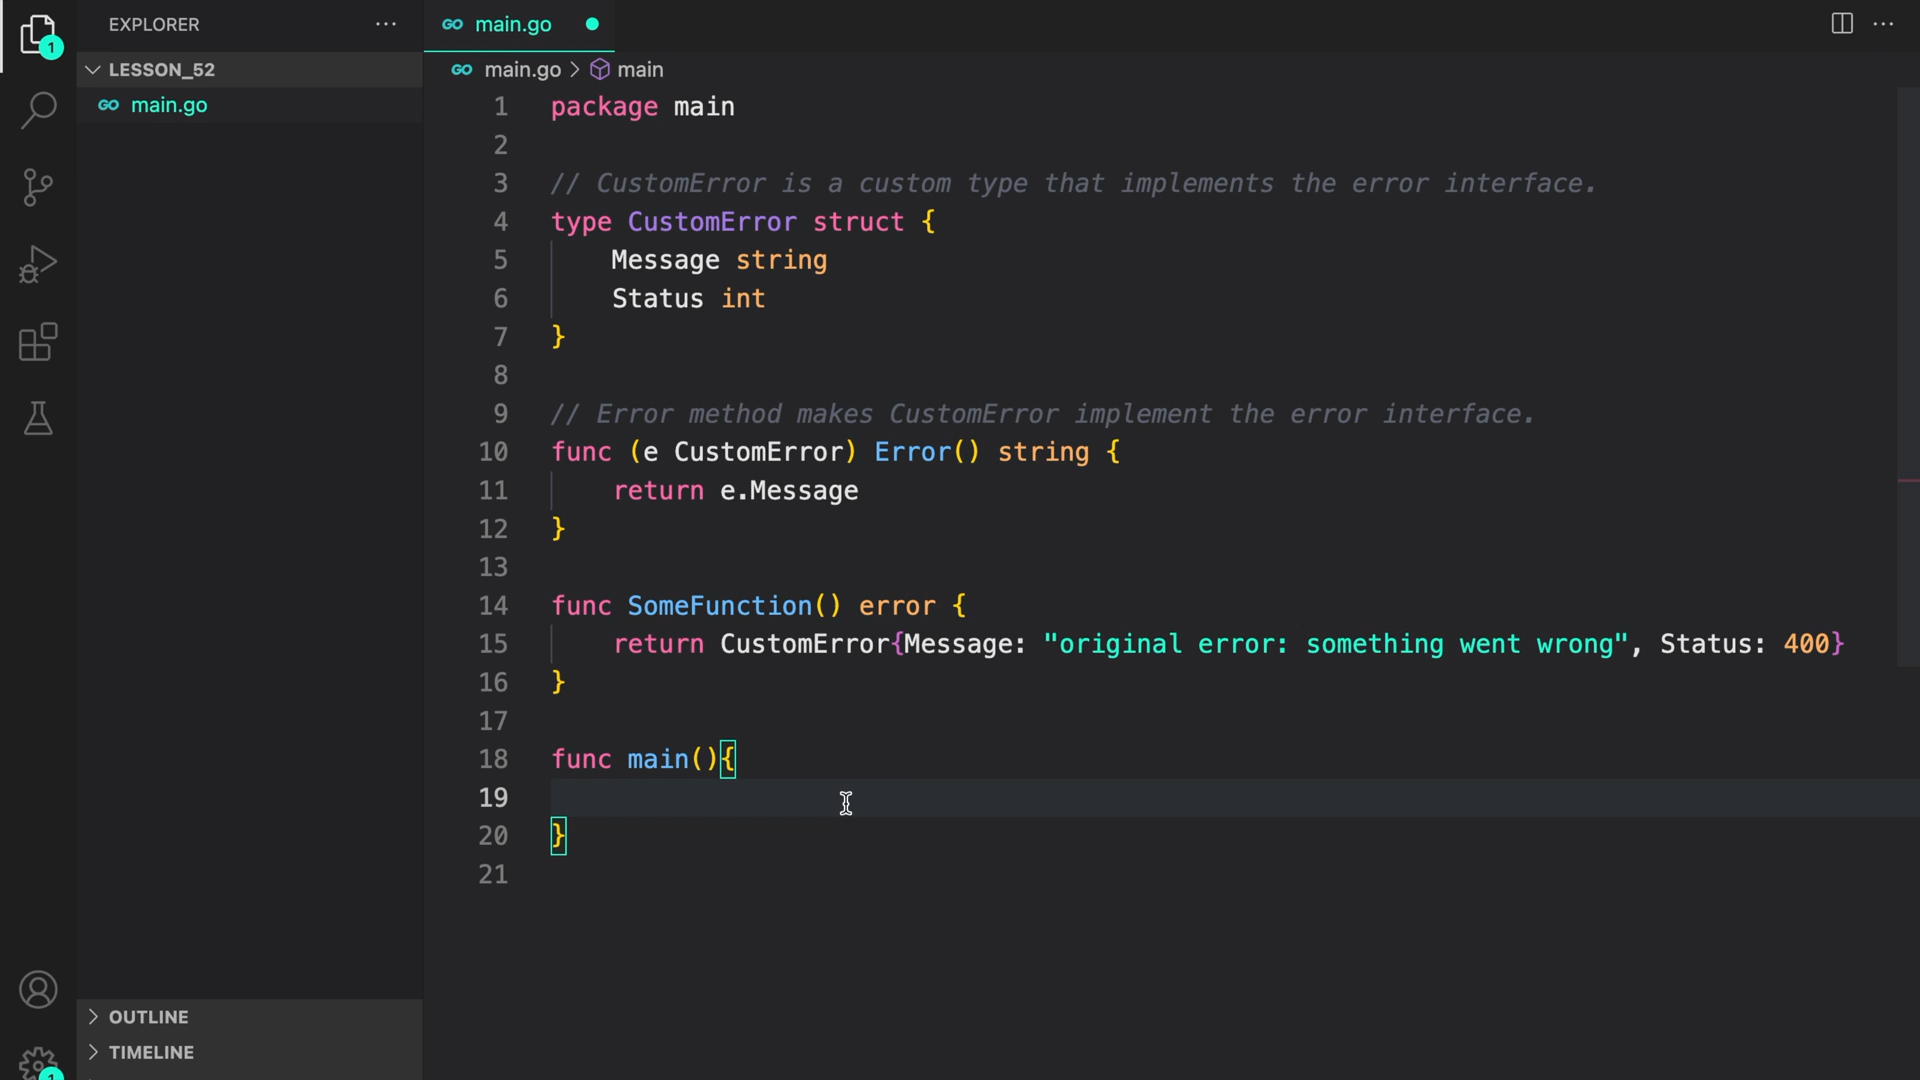 EXPLORER
LESSON_52
main.go
OUTLINE
TIMELINE
1
1
main.go
main.go > main
1 package main
2
3 // CustomError is a custom type that implements the error interface.
4 type CustomError struct {
5 Message string
6 Status int
7 }
8
9 // Error method makes CustomError implement the error interface.
10 func (e CustomError) Error() string {
11 return e.Message
12 }
13
14 func SomeFunction() error {
15 return CustomError{Message: "original error: something went wrong", Status: 400}
16 }
17
18 func main(){
19
20 }
21